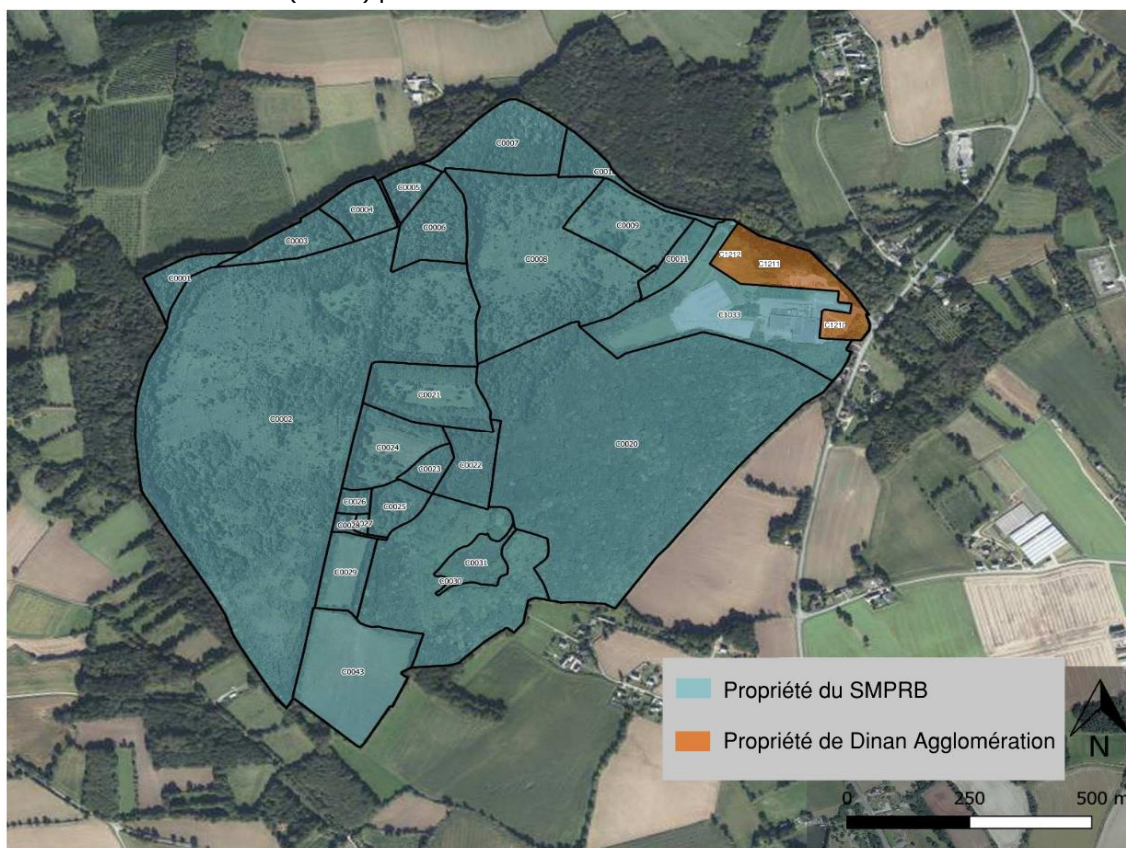 C0007
C0005
C0004
C0003
C0006
C0009
C0001
C0008
C0011
C1212
C1211
C1033
C1210
C0021
C0002
C0024
C0020
C0023
C0022
C0026
C0025
C0029
C0031
C0030
C0043
Propriété du SMPRB
Propriété de Dinan Agglomération
N
0 250 500 m